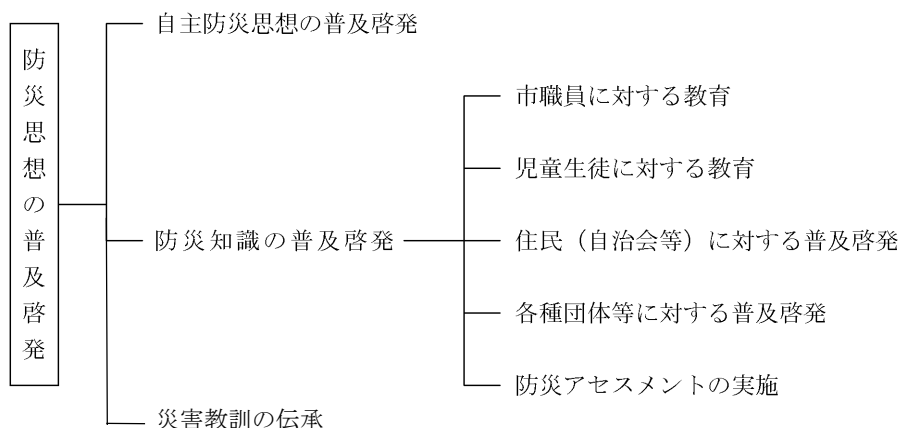 防災思想の普及啓発
自主防災思想の普及啓発
防災知識の普及啓発
市職員に対する教育
児童生徒に対する教育
住民（自治会等）に対する普及啓発
各種団体等に対する普及啓発
防災アセスメントの実施
災害教訓の伝承